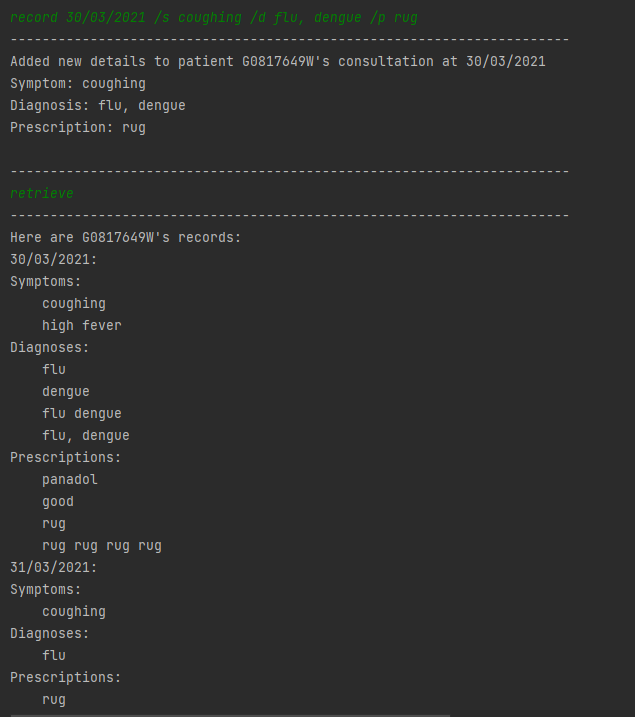 record 30/03/2021 /s coughing /d flu, dengue /p rug
----------------------------------------------------------------------
Added new details to patient G0817649W's consultation at 30/03/2021
Symptom: coughing
Diagnosis: flu, dengue
Prescription: rug

----------------------------------------------------------------------
retrieve
----------------------------------------------------------------------
Here are G0817649W's records:
30/03/2021:
Symptoms:
    coughing
    high fever
Diagnoses:
    flu
    dengue
    flu dengue
    flu, dengue
Prescriptions:
    panadol
    good
    rug
    rug rug rug rug
31/03/2021:
Symptoms:
    coughing
Diagnoses:
    flu
Prescriptions:
    rug